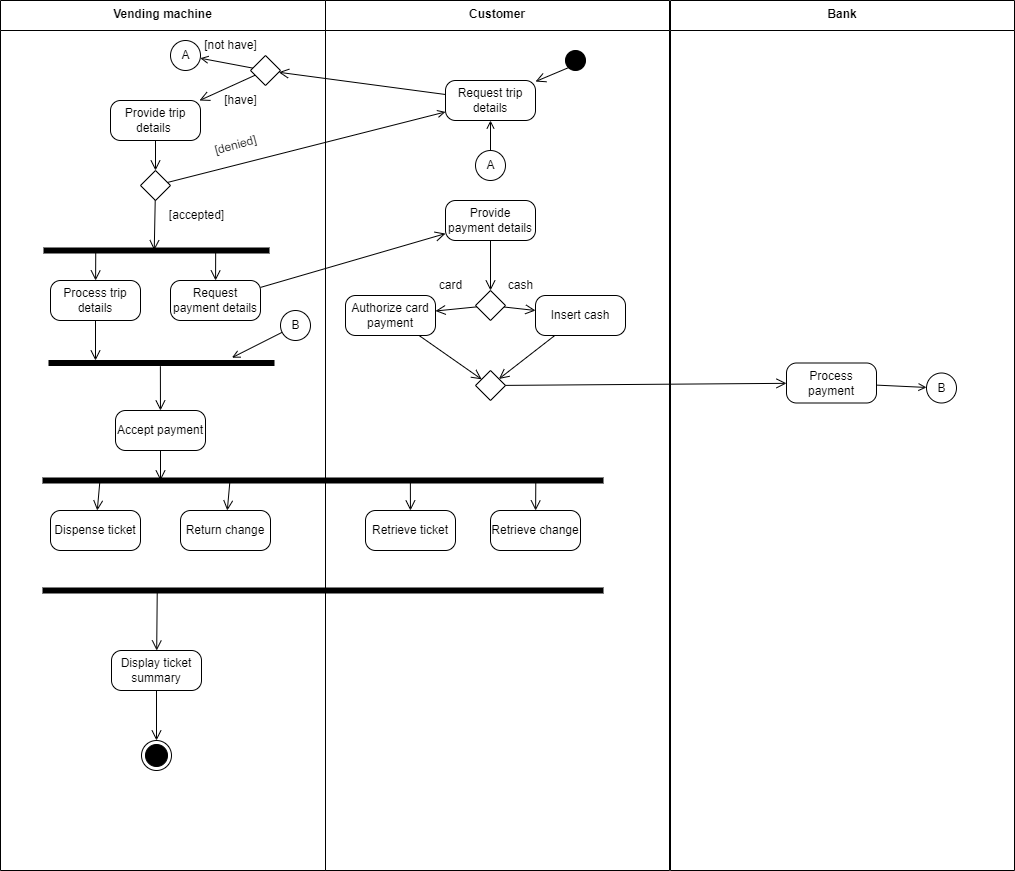 Vending machine
Customer
Bank
[not have]
A
[have]
Request trip
details
Provide trip
details
[denied]
A
[accepted]
Provide
payment details
Process trip
details
Request
payment details
card
cash
Authorize card
payment
Insert cash
B
Process
payment
B
Accept payment
Dispense ticket
Return change
Retrieve ticket
Retrieve change
Display ticket
summary